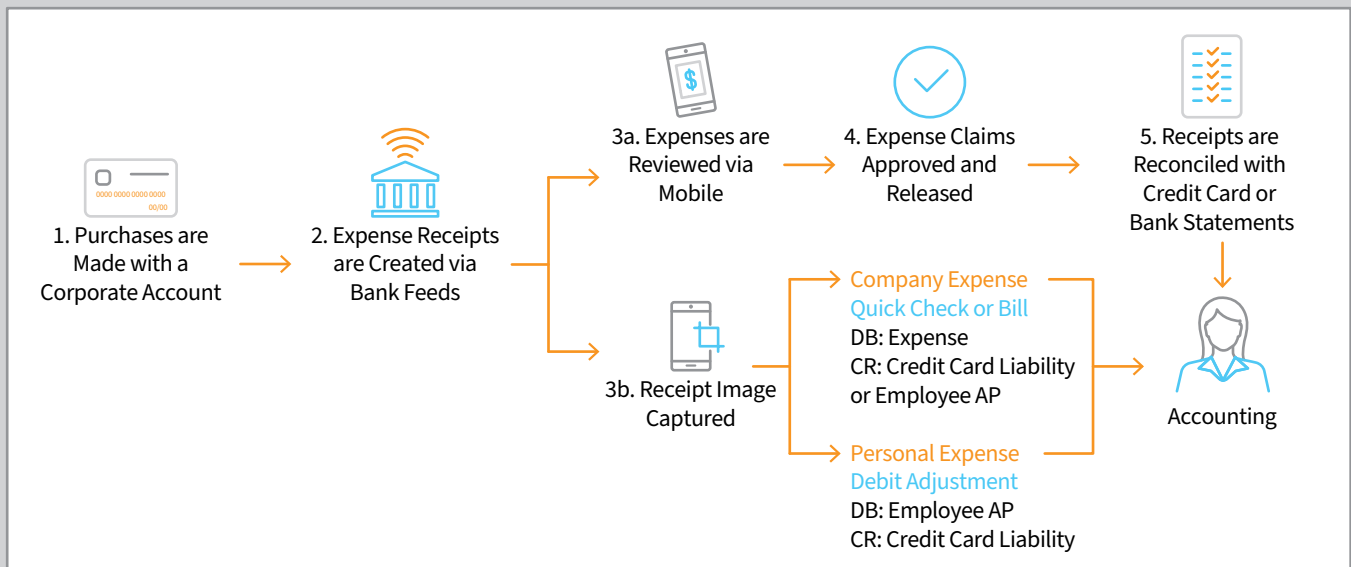 0000 0000 0000 0000
00/00
1. Purchases are
Made with a
Corporate Account
2. Expense Receipts
are Created via
Bank Feeds
$
3a. Expenses are
Reviewed via
Mobile
4. Expense Claims
Approved and
Released
5. Receipts are
Reconciled with
Credit Card or
Bank Statements
3b. Receipt Image
Captured
Company Expense
Quick Check or Bill
DB: Expense
CR: Credit Card Liability
or Employee AP
Personal Expense
Debit Adjustment
DB: Employee AP
CR: Credit Card Liability
Accounting